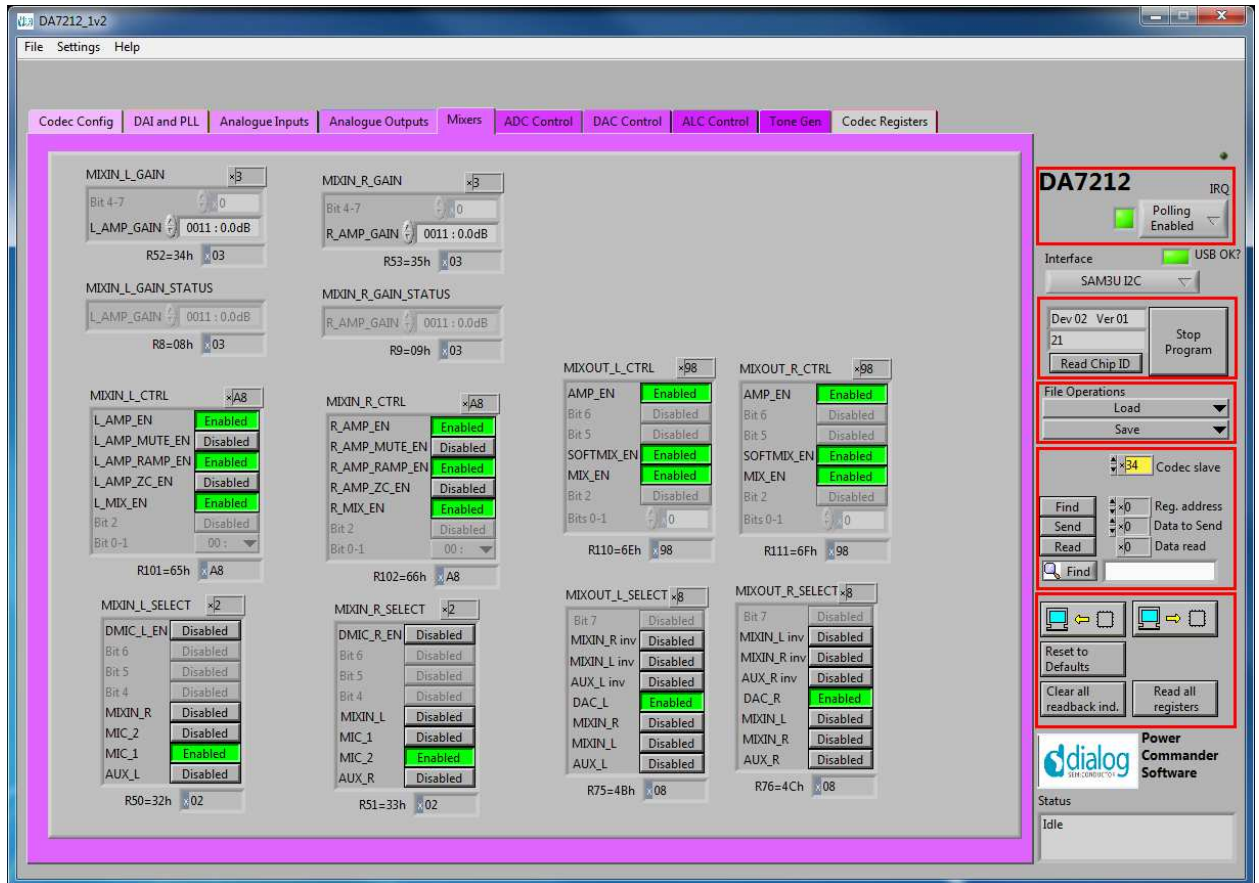 DA7212_1v2
File Settings Help
Codec Config DAI and PLL Analogue Inputs Analogue Outputs Mixers ADC Control DAC Control ALC Control Tone Gen Codec Registers
MIXIN_L_GAIN x3
Bit 4-7 0
L_AMP_GAIN 0011 : 0.0dB
R52=34h x 03
MIXIN_L_GAIN_STATUS
L_AMP_GAIN 0011 : 0.0dB
R8=08h x 03
MIXIN_L_CTRL xA8
L_AMP_EN Enabled
L_AMP_MUTE_EN Disabled
L_AMP_RAMP_EN Enabled
L_AMP_ZC_EN Disabled
L_MIX_EN Enabled
Bit 2 Disabled
Bit 0-1 00 :
R101=65h x A8
MIXIN_L_SELECT x2
DMIC_L_EN Disabled
Bit 6 Disabled
Bit 5 Disabled
Bit 4 Disabled
MIXIN_R Disabled
MIC_2 Disabled
MIC_1 Enabled
AUX_L Disabled
R50=32h x 02
MIXIN_R_GAIN x3
Bit 4-7 0
R_AMP_GAIN 0011 : 0.0dB
R53=35h x 03
MIXIN_R_GAIN_STATUS
R_AMP_GAIN 0011 : 0.0dB
R9=09h x 03
MIXIN_R_CTRL xA8
R_AMP_EN Enabled
R_AMP_MUTE_EN Disabled
R_AMP_RAMP_EN Enabled
R_AMP_ZC_EN Disabled
R_MIX_EN Enabled
Bit 2 Disabled
Bit 0-1 00 :
R102=66h x A8
MIXIN_R_SELECT x2
DMIC_R_EN Disabled
Bit 6 Disabled
Bit 5 Disabled
Bit 4 Disabled
MIXIN_L Disabled
MIC_1 Disabled
MIC_2 Enabled
AUX_R Disabled
R51=33h x 02
MIXOUT_L_CTRL x98
AMP_EN Enabled
Bit 6 Disabled
Bit 5 Disabled
SOFTMIX_EN Enabled
MIX_EN Enabled
Bit 2 Disabled
Bits 0-1 0
R110=6Eh x 98
MIXOUT_L_SELECT x8
Bit 7 Disabled
MIXIN_R inv Disabled
MIXIN_L inv Disabled
AUX_L inv Disabled
DAC_L Enabled
MIXIN_R Disabled
MIXIN_L Disabled
AUX_L Disabled
R75=4Bh x 08
MIXOUT_R_CTRL x98
AMP_EN Enabled
Bit 6 Disabled
Bit 5 Disabled
SOFTMIX_EN Enabled
MIX_EN Enabled
Bit 2 Disabled
Bits 0-1 0
R111=6Fh x 98
MIXOUT_R_SELECT x8
Bit 7 Disabled
MIXIN_L inv Disabled
MIXIN_R inv Disabled
AUX_R inv Disabled
DAC_R Enabled
MIXIN_L Disabled
MIXIN_R Disabled
AUX_R Disabled
R76=4Ch x 08
DA7212 IRQ
Polling
Enabled
Interface USB OK?
SAM3U I2C
Dev 02 Ver 01
21
Read Chip ID
Stop
Program
File Operations
Load
Save
x34 Codec slave
Find x0 Reg. address
Send x0 Data to Send
Read x0 Data read
Find
Reset to
Defaults
Clear all
readback ind.
Read all
registers
dialog
SEMICONDUCTOR
Power
Commander
Software
Status
Idle